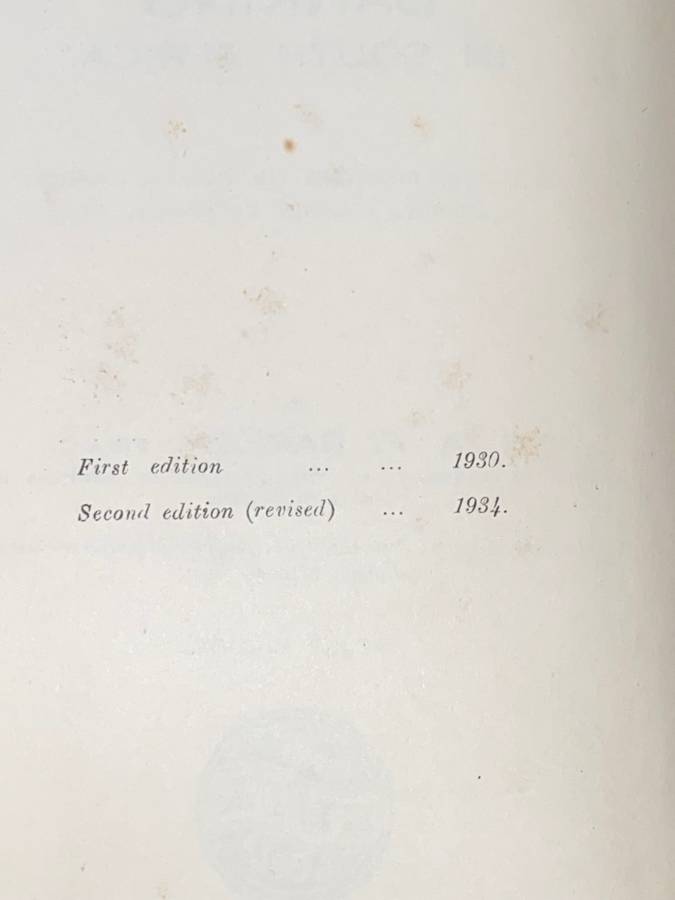 First edition ... ... 1930.
Second edition (revised) ... 1934.